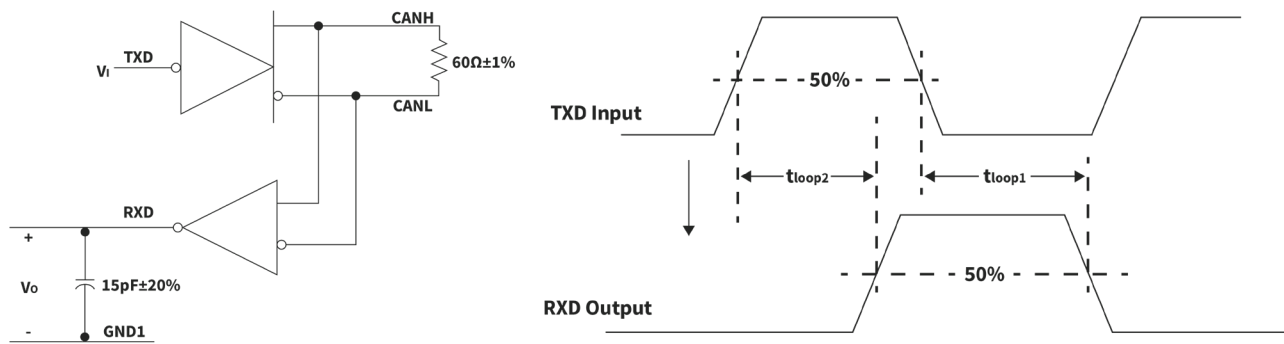 CANH
TXD
VI
60Ω±1%
CANL
RXD
+
VO
15pF±20%
-
GND1
50%
TXD Input
tloop2
tloop1
50%
RXD Output